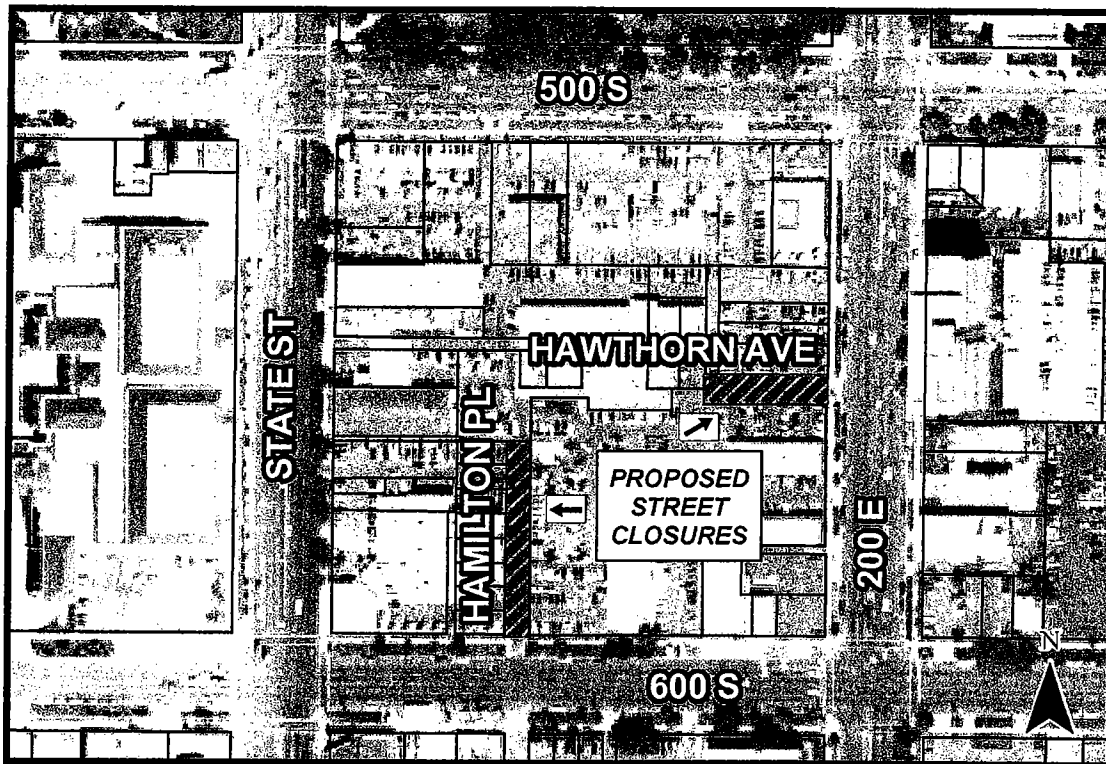 500 S
HAWTHORN AVE
STATE ST
HAMILTON PL
PROPOSED
STREET
CLOSURES
200 E
N
600 S